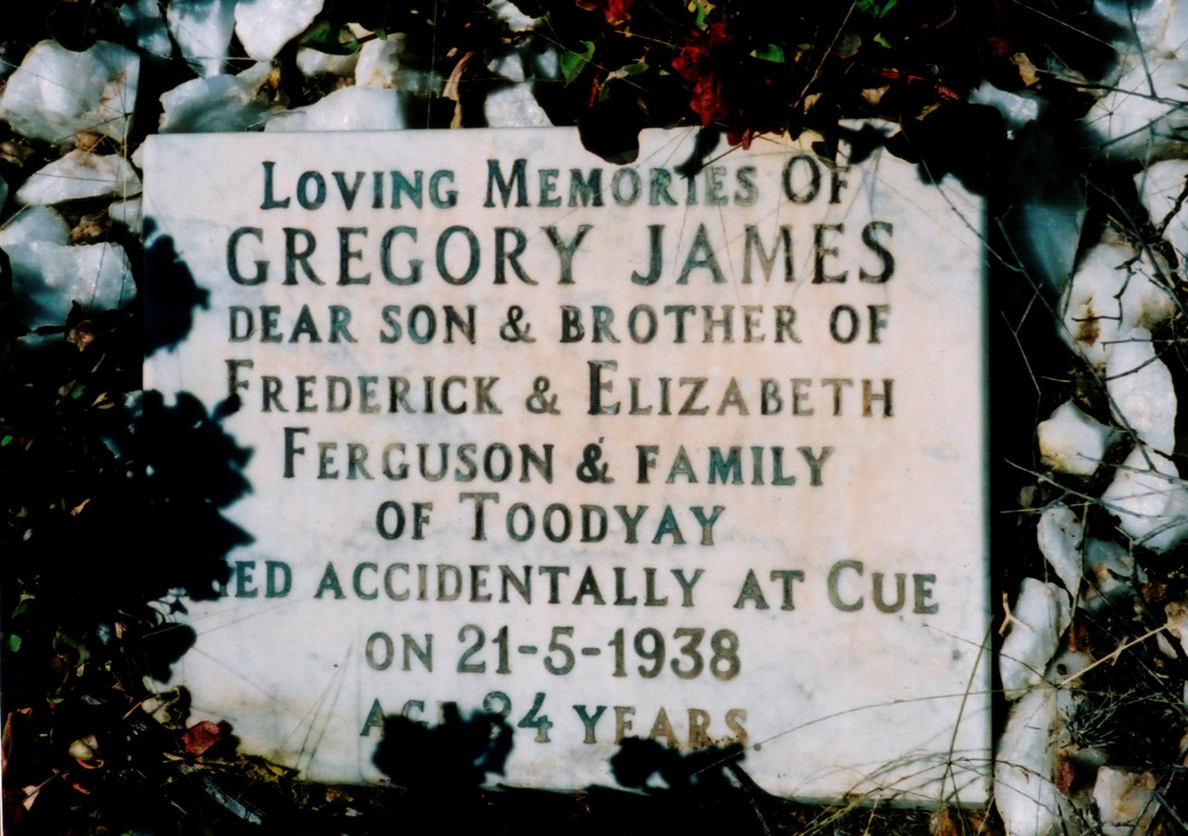 LOVING MEMORIES OF
GREGORY JAMES
DEAR SON & BROTHER OF
FREDERICK & ELIZABETH
FERGUSON & FAMILY
OF TOODYAY
DIED ACCIDENTALLY AT CUE
ON 21-5-1938
YEARS.